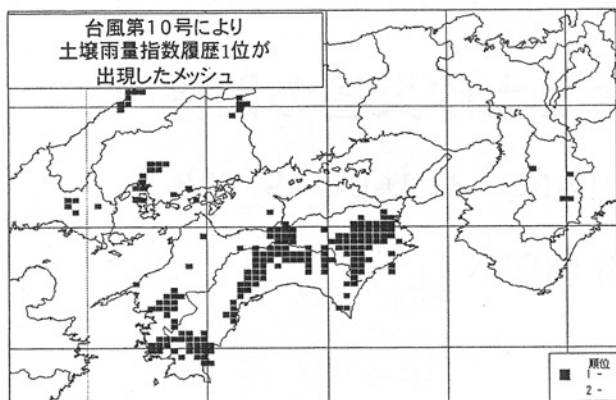 台風第10号により
土壌雨量指数履歴1位が
出現したメッシュ
順位
1 -
2 -